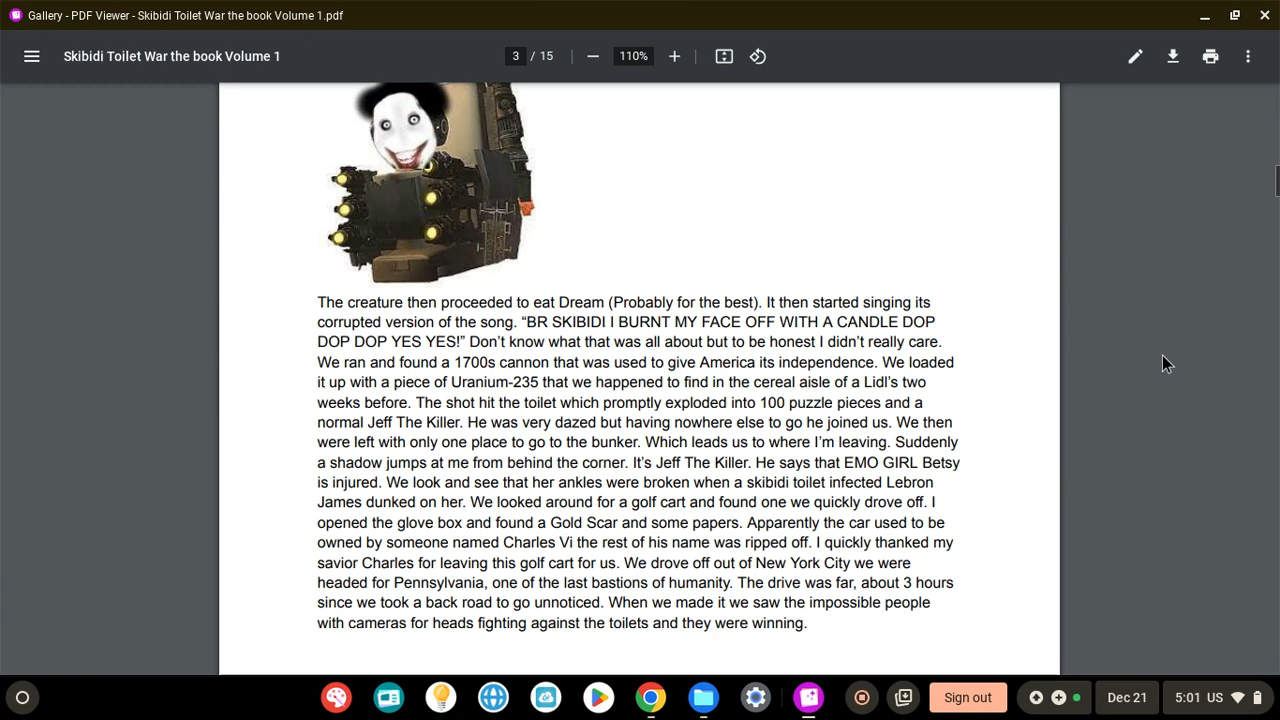 Gallery - PDF Viewer - Skibidi Toilet War the book Volume 1.pdf
Skibidi Toilet War the book Volume 1
3 / 15
110%
The creature then proceeded to eat Dream (Probably for the best). It then started singing its
corrupted version of the song. “BR SKIBIDI I BURNT MY FACE OFF WITH A CANDLE DOP
DOP DOP YES YES!” Don’t know what that was all about but to be honest I didn’t really care.
We ran and found a 1700s cannon that was used to give America its independence. We loaded
it up with a piece of Uranium-235 that we happened to find in the cereal aisle of a Lidl’s two
weeks before. The shot hit the toilet which promptly exploded into 100 puzzle pieces and a
normal Jeff The Killer. He was very dazed but having nowhere else to go he joined us. We then
were left with only one place to go to the bunker. Which leads us to where I’m leaving. Suddenly
a shadow jumps at me from behind the corner. It’s Jeff The Killer. He says that EMO GIRL Betsy
is injured. We look and see that her ankles were broken when a skibidi toilet infected Lebron
James dunked on her. We looked around for a golf cart and found one we quickly drove off. I
opened the glove box and found a Gold Scar and some papers. Apparently the car used to be
owned by someone named Charles Vi the rest of his name was ripped off. I quickly thanked my
savior Charles for leaving this golf cart for us. We drove off out of New York City we were
headed for Pennsylvania, one of the last bastions of humanity. The drive was far, about 3 hours
since we took a back road to go unnoticed. When we made it we saw the impossible people
with cameras for heads fighting against the toilets and they were winning.
Sign out
Dec 21
5:01 US